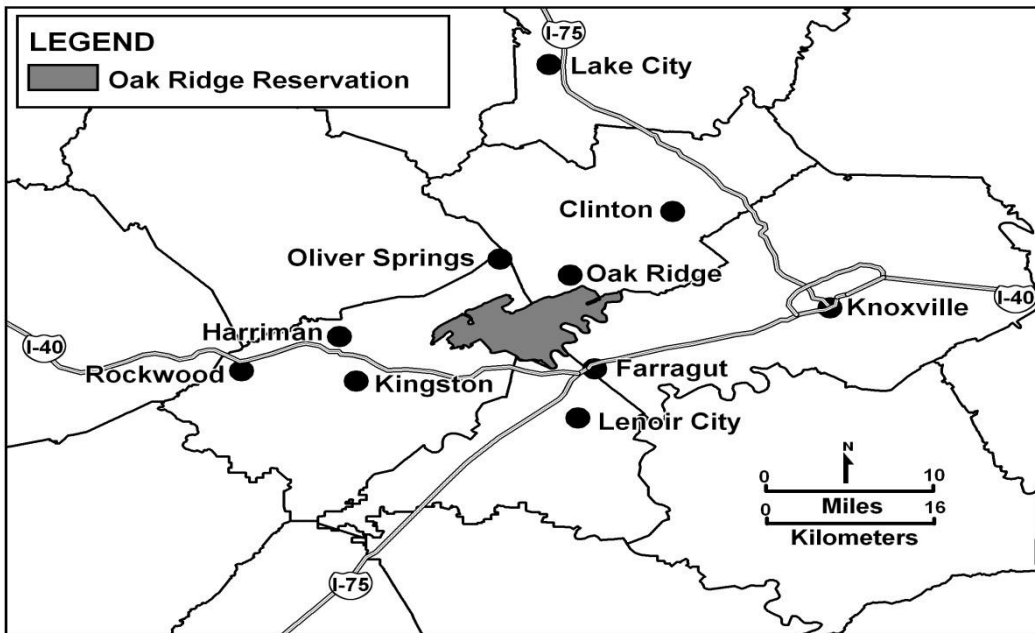 LEGEND
Oak Ridge Reservation
I-75
Lake City
Clinton
Oliver Springs
Oak Ridge
I-40
Knoxville
Harriman
I-40
Rockwood
Kingston
Farragut
Lenoir City
N
0 10
Miles
0 16
Kilometers
I-75